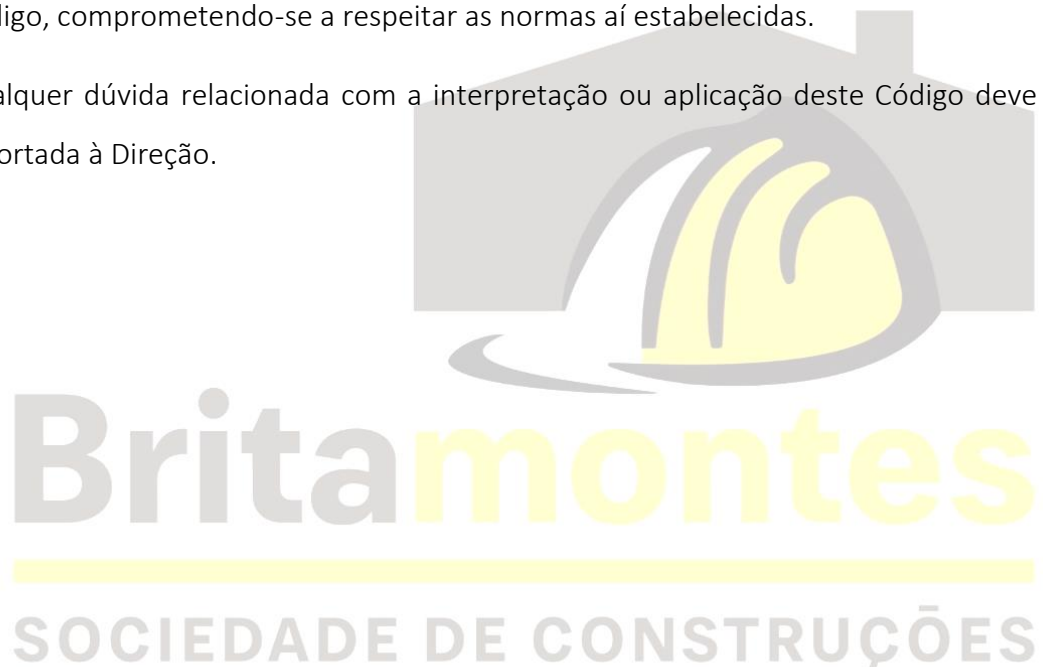 digo, comprometendo-se a respeitar as normas aí estabelecidas.
alquer dúvida relacionada com a interpretação ou aplicação deste Código deve
ortada à Direção.
Britamontes
SOCIEDADE DE CONSTRUÇÕES